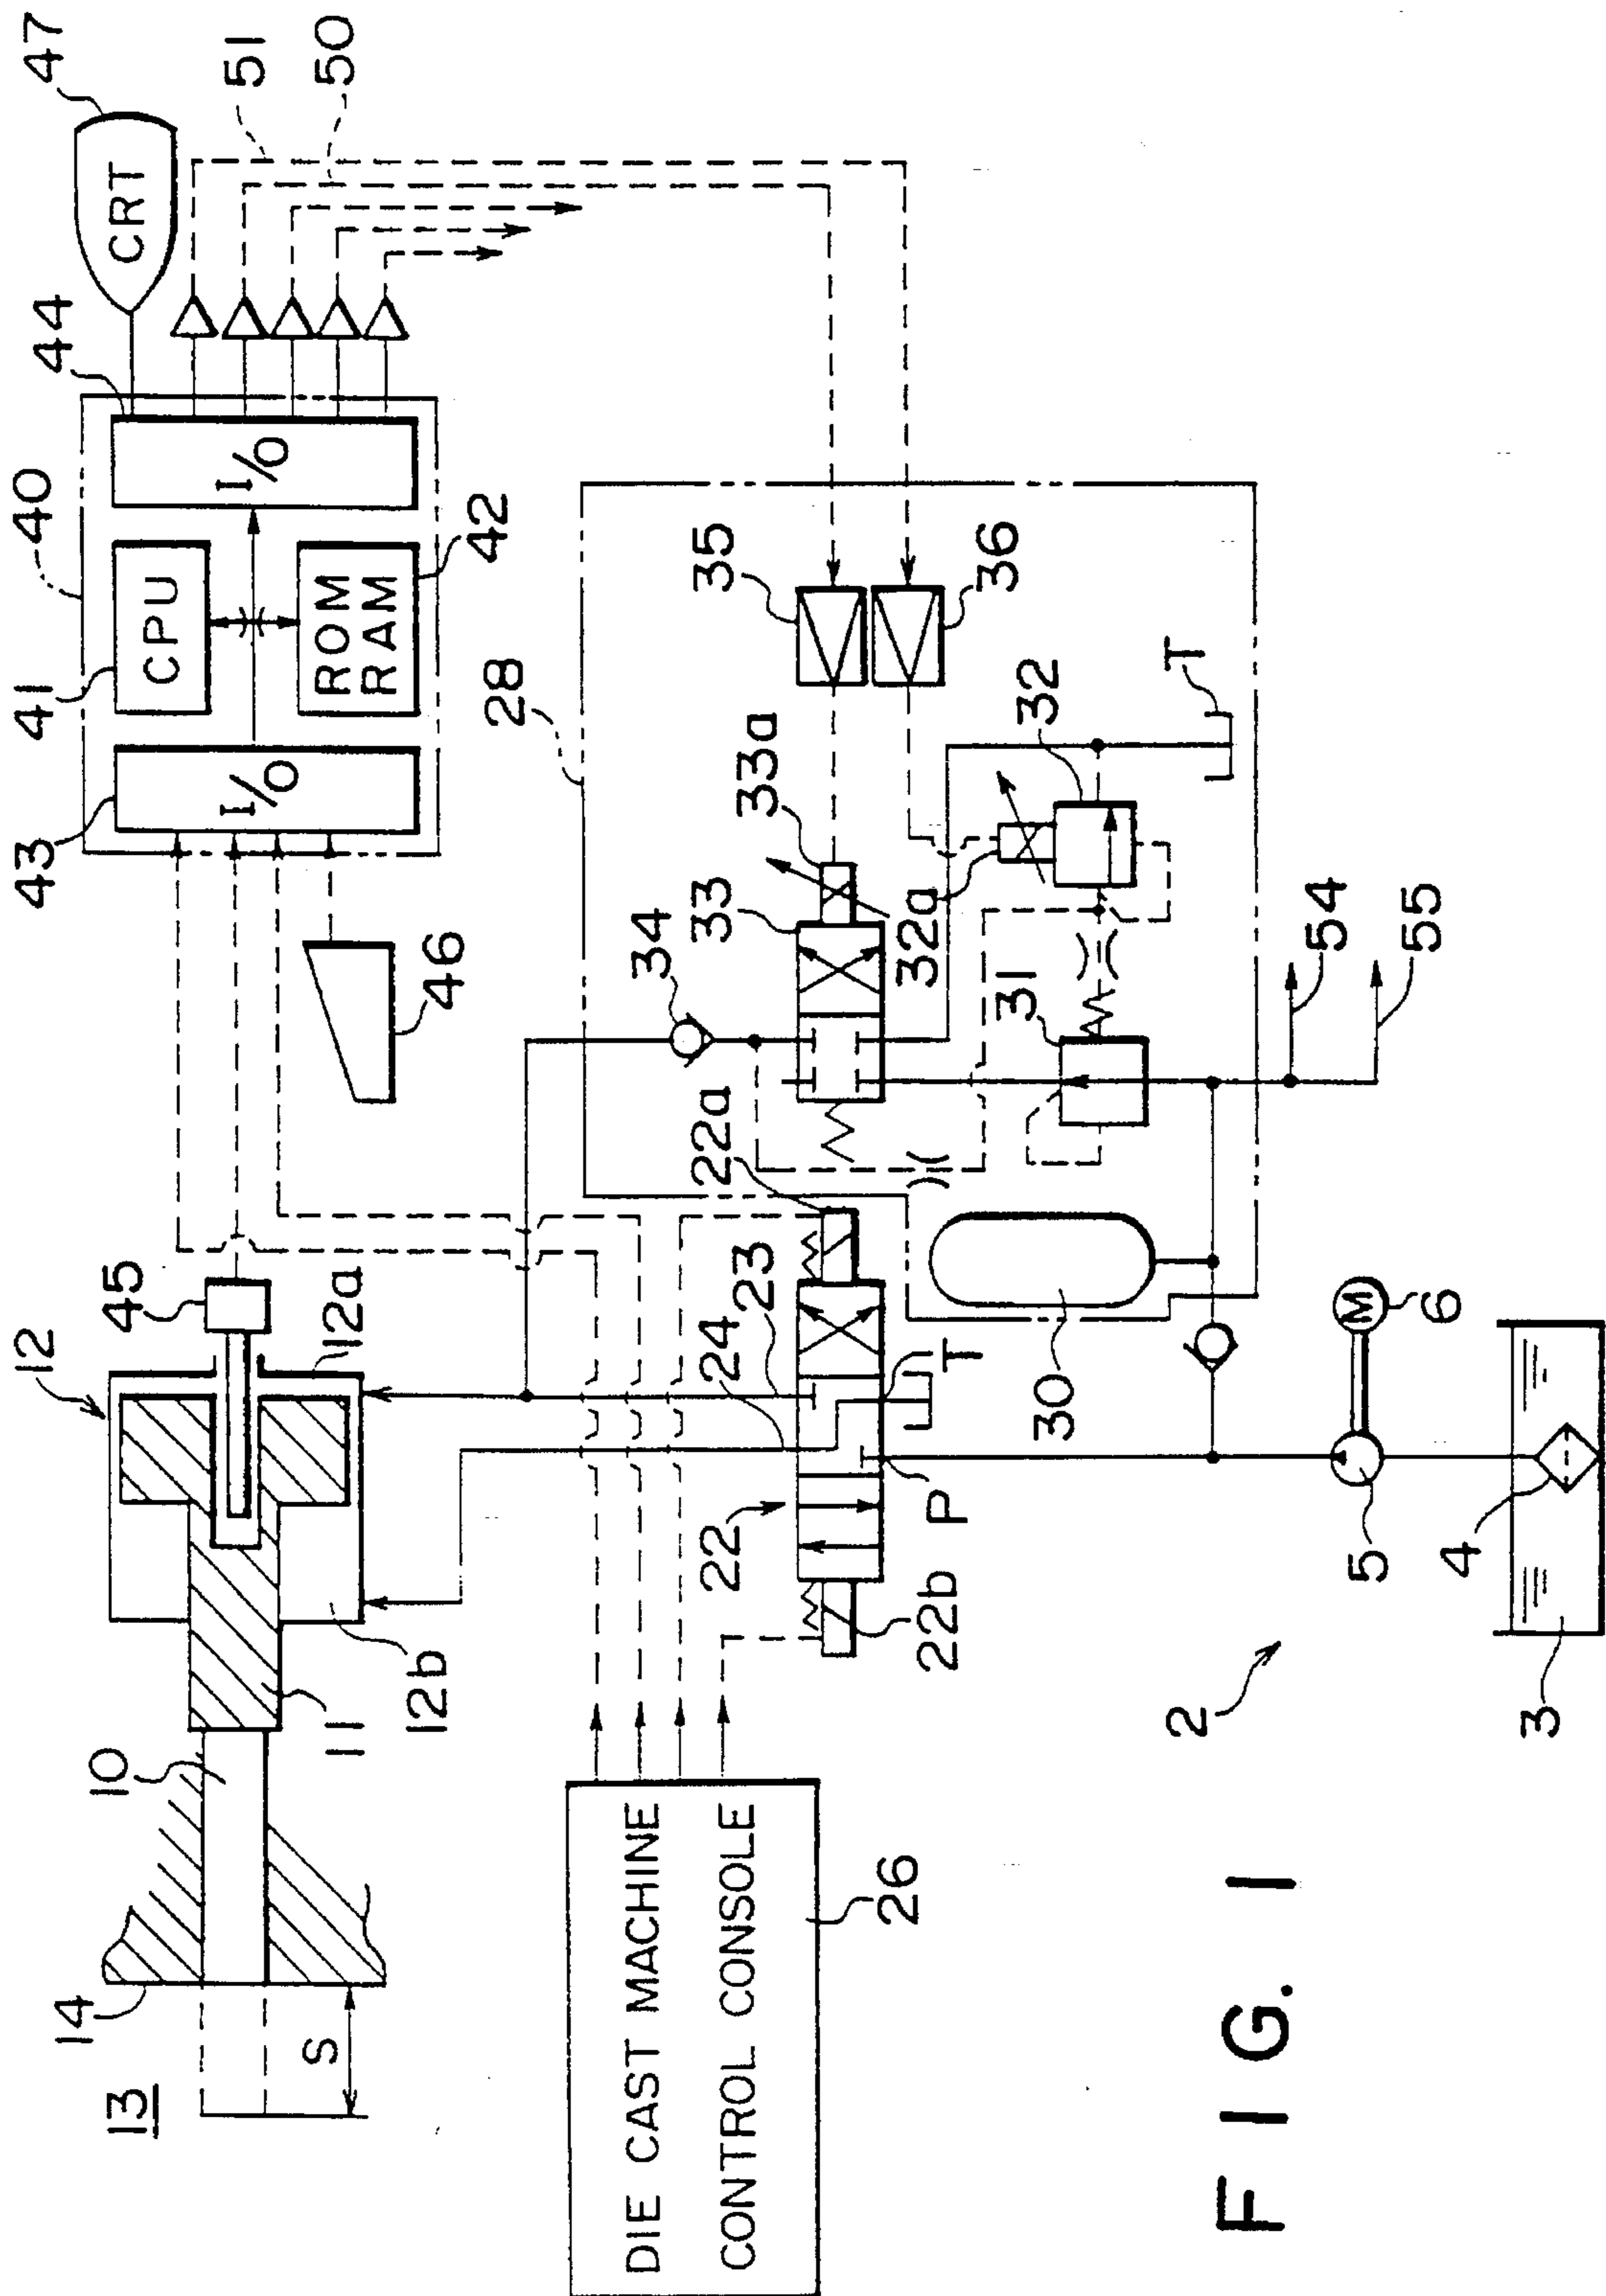 13
14
S
10
11
12
12a
12b
45
46
43
41
40
44
47
CPU
ROM
RAM
42
I/O
I/O
CRT
51
50
DIE CAST MACHINE
CONTROL CONSOLE
26
22
22a
22b
23
24
P
T
28
34
33
33a
35
36
32
32a
31
T
30
54
55
2
3
4
5
M
6
FIG. 1